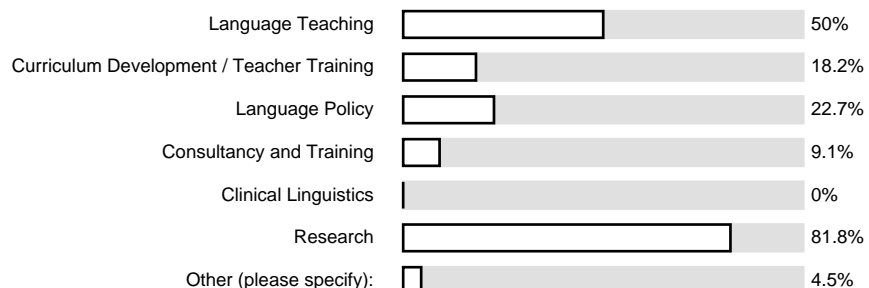 Language Teaching 50%
Curriculum Development / Teacher Training 18.2%
Language Policy 22.7%
Consultancy and Training 9.1%
Clinical Linguistics 0%
Research 81.8%
Other (please specify): 4.5%